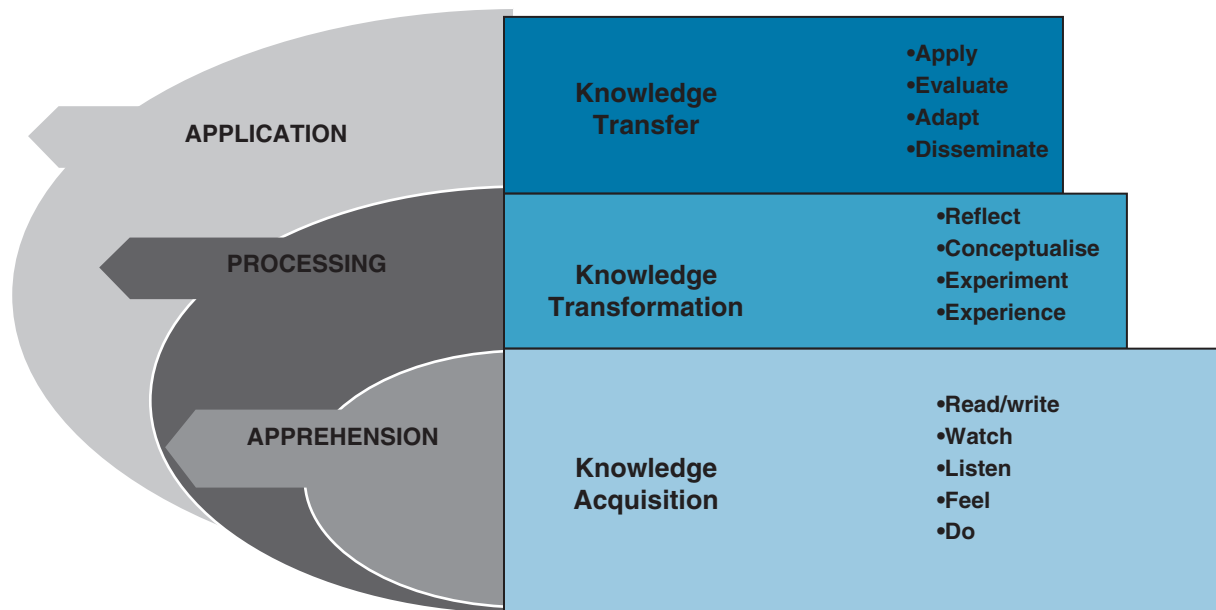 APPLICATION
Knowledge
Transfer
•Apply
•Evaluate
•Adapt
•Disseminate
PROCESSING
Knowledge
Transformation
•Reflect
•Conceptualise
•Experiment
•Experience
APPREHENSION
Knowledge
Acquisition
•Read/write
•Watch
•Listen
•Feel
•Do